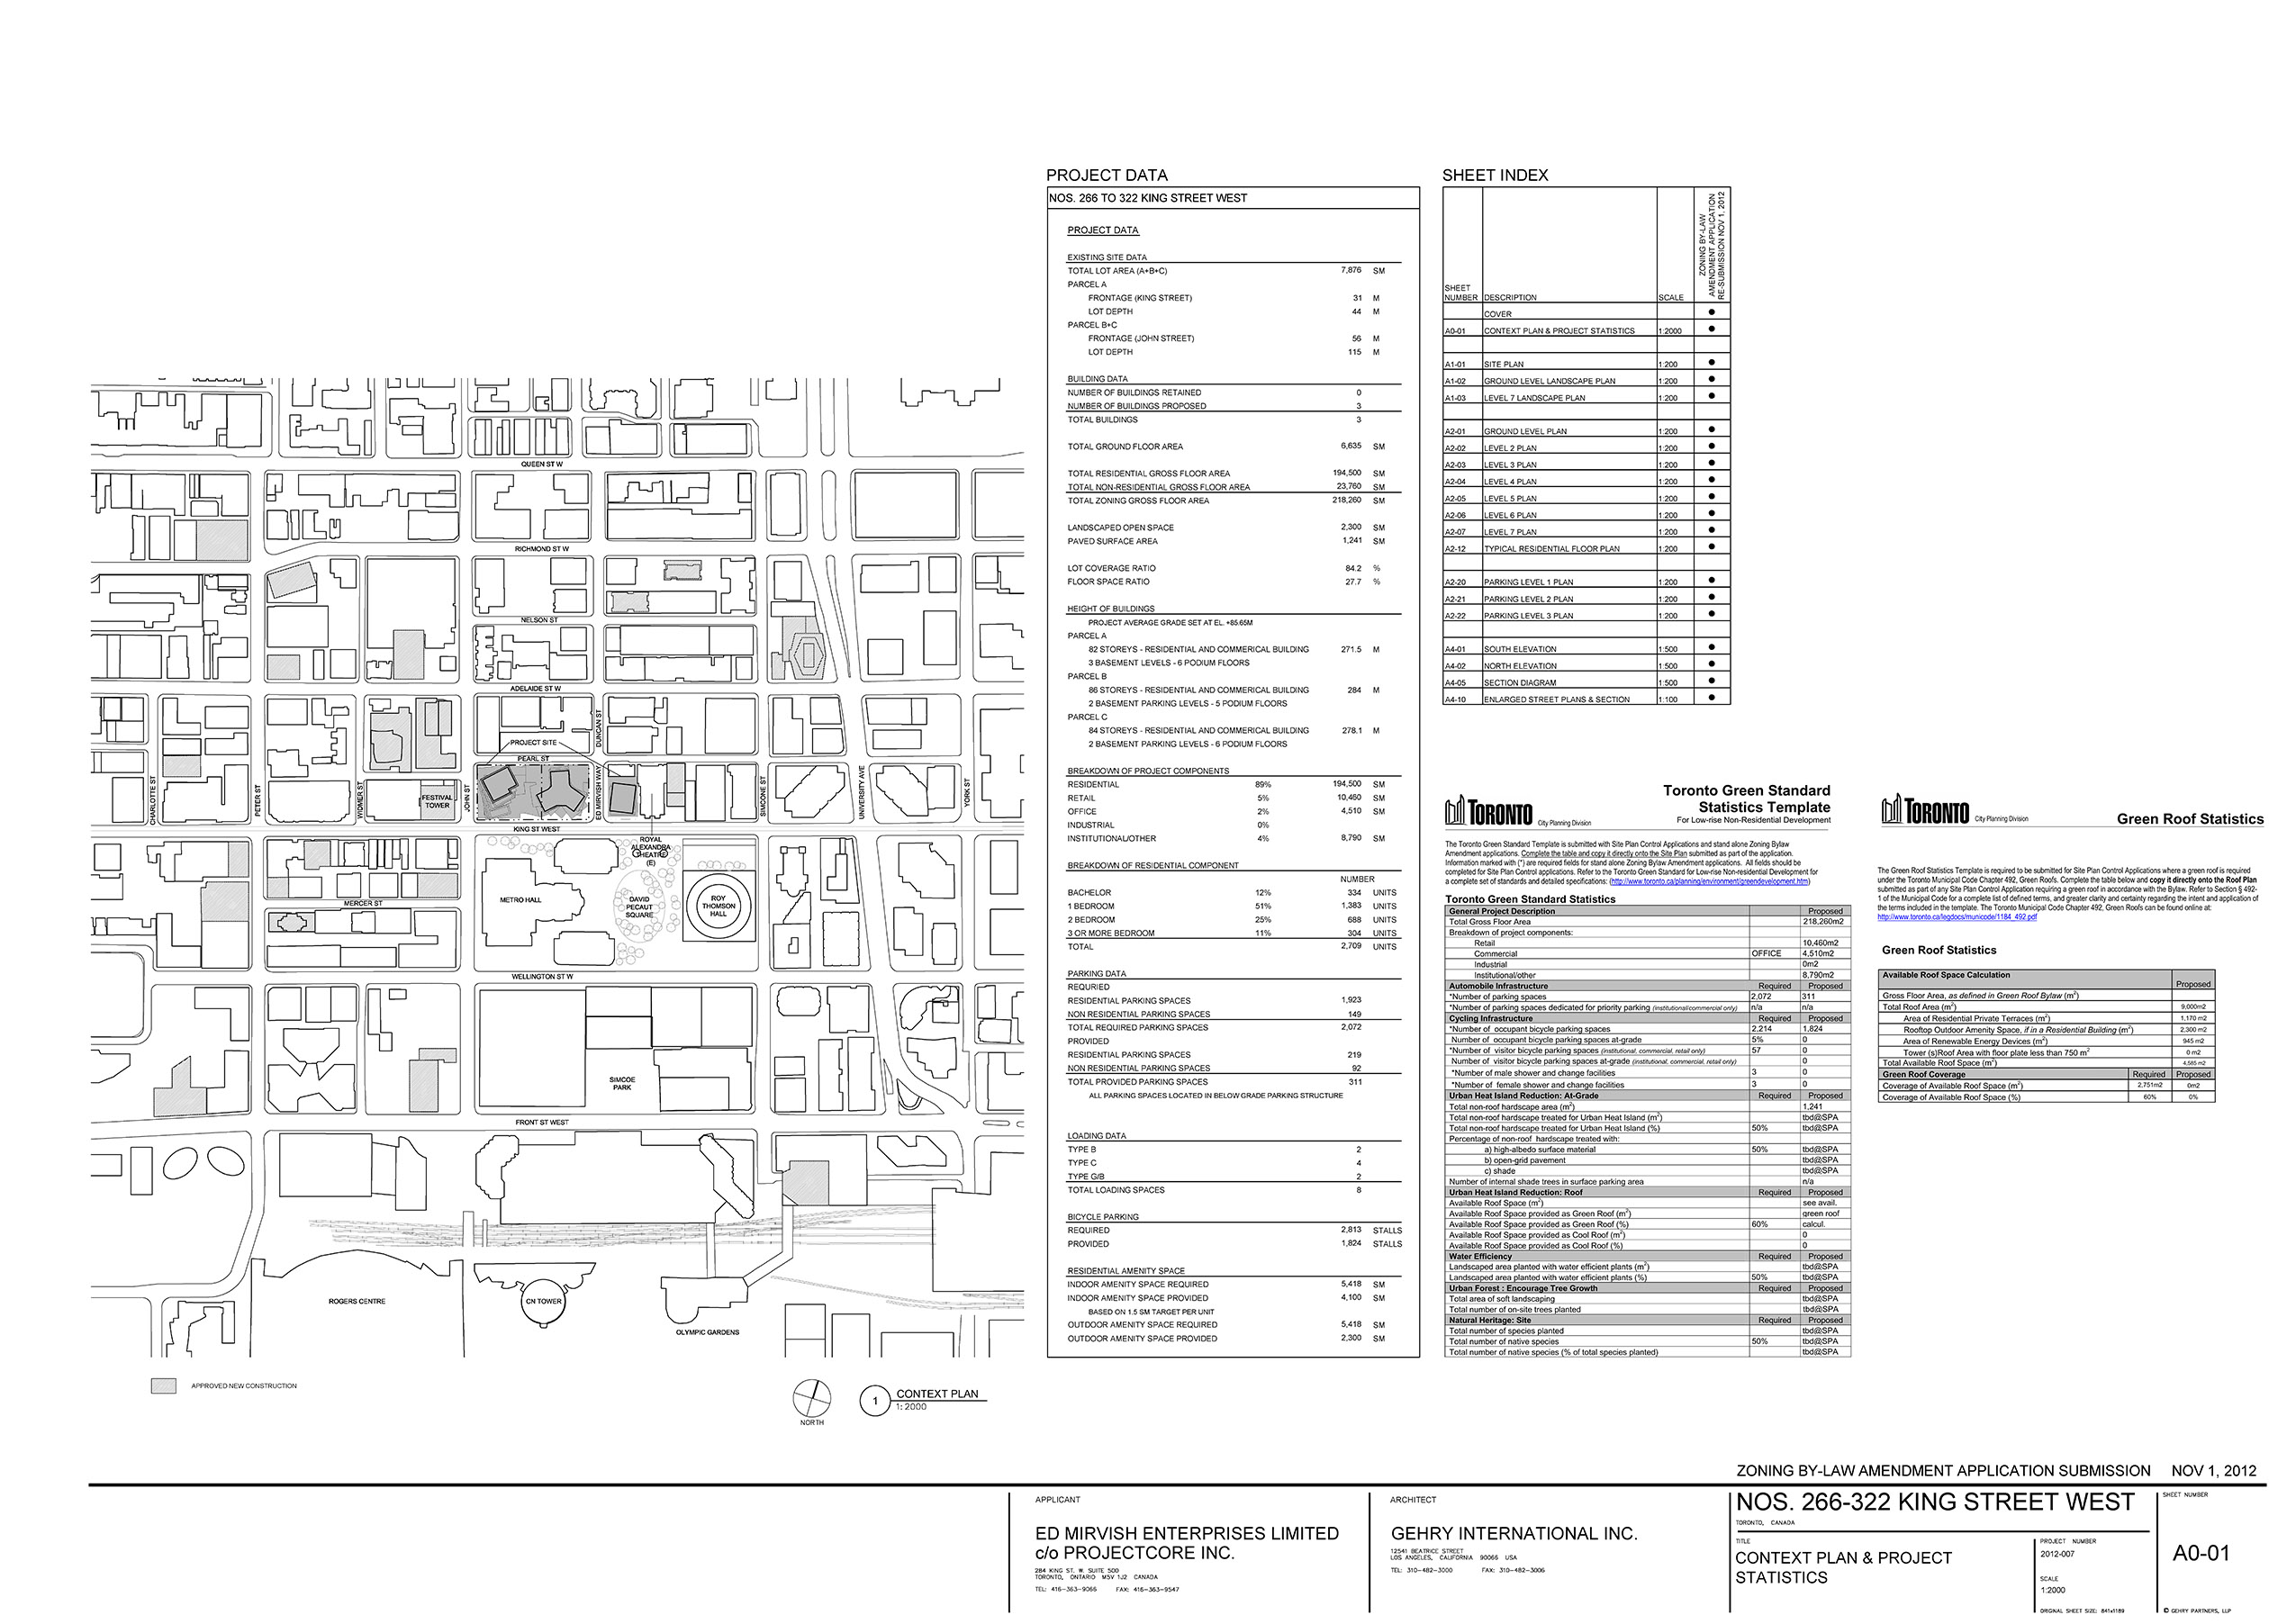 QUEEN ST W
RICHMOND ST W
NELSON ST
ADELAIDE ST W
DUNCAN ST
PROJECT SITE
PEARL ST
CHARLOTTE ST
PETER ST
WIDMER ST
FESTIVAL
TOWER
JOHN ST
ED MIRVISH WAY
SIMCONE ST
UNIVERSITY AVE
YORK ST
KING ST WEST
ROYAL
ALEXANDRA
THEATRE
(E)
METRO HALL
DAVID
PECAUT
SQUARE
ROY
THOMSON
HALL
MERCER ST
WELLINGTON ST W
SIMCOE
PARK
FRONT ST WEST
ROGERS CENTRE
CN TOWER
OLYMPIC GARDENS
APPROVED NEW CONSTRUCTION
NORTH
1
CONTEXT PLAN
1: 2000
PROJECT DATA
NOS. 266 TO 322 KING STREET WEST
PROJECT DATA
EXISTING SITE DATA
TOTAL LOT AREA (A+B+C) 7,876 SM
PARCEL A
FRONTAGE (KING STREET) 31 M
LOT DEPTH 44 M
PARCEL B+C
FRONTAGE (JOHN STREET) 56 M
LOT DEPTH 115 M
BUILDING DATA
NUMBER OF BUILDINGS RETAINED 0
NUMBER OF BUILDINGS PROPOSED 3
TOTAL BUILDINGS 3
TOTAL GROUND FLOOR AREA 6,635 SM
TOTAL RESIDENTIAL GROSS FLOOR AREA 194,500 SM
TOTAL NON-RESIDENTIAL GROSS FLOOR AREA 23,760 SM
TOTAL ZONING GROSS FLOOR AREA 218,260 SM
LANDSCAPED OPEN SPACE 2,300 SM
PAVED SURFACE AREA 1,241 SM
LOT COVERAGE RATIO 84.2 %
FLOOR SPACE RATIO 27.7 %
HEIGHT OF BUILDINGS
PROJECT AVERAGE GRADE SET AT EL. +85.65M
PARCEL A
82 STOREYS - RESIDENTIAL AND COMMERICAL BUILDING 271.5 M
3 BASEMENT LEVELS - 6 PODIUM FLOORS
PARCEL B
86 STOREYS - RESIDENTIAL AND COMMERICAL BUILDING 284 M
2 BASEMENT PARKING LEVELS - 5 PODIUM FLOORS
PARCEL C
84 STOREYS - RESIDENTIAL AND COMMERICAL BUILDING 278.1 M
2 BASEMENT PARKING LEVELS - 6 PODIUM FLOORS
BREAKDOWN OF PROJECT COMPONENTS
RESIDENTIAL 89% 194,500 SM
RETAIL 5% 10,460 SM
OFFICE 2% 4,510 SM
INDUSTRIAL 0%
INSTITUTIONAL/OTHER 4% 8,790 SM
BREAKDOWN OF RESIDENTIAL COMPONENT
NUMBER
BACHELOR 12% 334 UNITS
1 BEDROOM 51% 1,383 UNITS
2 BEDROOM 25% 688 UNITS
3 OR MORE BEDROOM 11% 304 UNITS
TOTAL 2,709 UNITS
PARKING DATA
REQURIED
RESIDENTIAL PARKING SPACES 1,923
NON RESIDENTIAL PARKING SPACES 149
TOTAL REQUIRED PARKING SPACES 2,072
PROVIDED
RESIDENTIAL PARKING SPACES 219
NON RESIDENTIAL PARKING SPACES 92
TOTAL PROVIDED PARKING SPACES 311
ALL PARKING SPACES LOCATED IN BELOW GRADE PARKING STRUCTURE
LOADING DATA
TYPE B 2
TYPE C 4
TYPE G/B 2
TOTAL LOADING SPACES 8
BICYCLE PARKING
REQUIRED 2,813 STALLS
PROVIDED 1,824 STALLS
RESIDENTIAL AMENITY SPACE
INDOOR AMENITY SPACE REQUIRED 5,418 SM
INDOOR AMENITY SPACE PROVIDED 4,100 SM
BASED ON 1.5 SM TARGET PER UNIT
OUTDOOR AMENITY SPACE REQUIRED 5,418 SM
OUTDOOR AMENITY SPACE PROVIDED 2,300 SM
SHEET INDEX
ZONING BY-LAW
AMENDMENT APPLICATION
RE-SUBMISSION NOV 1, 2012
SHEET
NUMBER DESCRIPTION SCALE
COVER ●
A0-01 CONTEXT PLAN & PROJECT STATISTICS 1:2000 ●
A1-01 SITE PLAN 1:200 ●
A1-02 GROUND LEVEL LANDSCAPE PLAN 1:200 ●
A1-03 LEVEL 7 LANDSCAPE PLAN 1:200 ●
A2-01 GROUND LEVEL PLAN 1:200 ●
A2-02 LEVEL 2 PLAN 1:200 ●
A2-03 LEVEL 3 PLAN 1:200 ●
A2-04 LEVEL 4 PLAN 1:200 ●
A2-05 LEVEL 5 PLAN 1:200 ●
A2-06 LEVEL 6 PLAN 1:200 ●
A2-07 LEVEL 7 PLAN 1:200 ●
A2-12 TYPICAL RESIDENTIAL FLOOR PLAN 1:200 ●
A2-20 PARKING LEVEL 1 PLAN 1:200 ●
A2-21 PARKING LEVEL 2 PLAN 1:200 ●
A2-22 PARKING LEVEL 3 PLAN 1:200 ●
A4-01 SOUTH ELEVATION 1:500 ●
A4-02 NORTH ELEVATION 1:500 ●
A4-05 SECTION DIAGRAM 1:500 ●
A4-10 ENLARGED STREET PLANS & SECTION 1:100 ●
TORONTO City Planning Division
Toronto Green Standard
Statistics Template
For Low-rise Non-Residential Development
The Toronto Green Standard Template is submitted with Site Plan Control Applications and stand alone Zoning Bylaw
Amendment applications. Complete the table and copy it directly onto the Site Plan submitted as part of the application.
Information marked with (*) are required fields for stand alone Zoning Bylaw Amendment applications. All fields should be
completed for Site Plan Control applications. Refer to the Toronto Green Standard for Low-rise Non-residential Development for
a complete set of standards and detailed specifications: (http://www.toronto.ca/planning/environment/greendevelopment.htm)
Toronto Green Standard Statistics
General Project Description Proposed
Total Gross Floor Area 218,260m2
Breakdown of project components:
Retail 10,460m2
Commercial OFFICE 4,510m2
Industrial 0m2
Institutional/other 8,790m2
Automobile Infrastructure Required Proposed
*Number of parking spaces 2,072 311
*Number of parking spaces dedicated for priority parking (institutional/commercial only) n/a n/a
Cycling Infrastructure Required Proposed
*Number of occupant bicycle parking spaces 2,214 1,824
Number of occupant bicycle parking spaces at-grade 5% 0
*Number of visitor bicycle parking spaces (institutional, commercial, retail only) 57 0
Number of visitor bicycle parking spaces at-grade (institutional, commercial, retail only) 0
*Number of male shower and change facilities 3 0
*Number of female shower and change facilities 3 0
Urban Heat Island Reduction: At-Grade Required Proposed
Total non-roof hardscape area (m²) 1,241
Total non-roof hardscape treated for Urban Heat Island (m²) tbd@SPA
Total non-roof hardscape treated for Urban Heat Island (%) 50% tbd@SPA
Percentage of non-roof hardscape treated with:
a) high-albedo surface material 50% tbd@SPA
b) open-grid pavement tbd@SPA
c) shade tbd@SPA
Number of internal shade trees in surface parking area n/a
Urban Heat Island Reduction: Roof Required Proposed
Available Roof Space (m²) see avail.
Available Roof Space provided as Green Roof (m²) green roof
Available Roof Space provided as Green Roof (%) 60% calcul.
Available Roof Space provided as Cool Roof (m²) 0
Available Roof Space provided as Cool Roof (%) 0
Water Efficiency Required Proposed
Landscaped area planted with water efficient plants (m²) tbd@SPA
Landscaped area planted with water efficient plants (%) 50% tbd@SPA
Urban Forest : Encourage Tree Growth Required Proposed
Total area of soft landscaping tbd@SPA
Total number of on-site trees planted tbd@SPA
Natural Heritage: Site Required Proposed
Total number of species planted tbd@SPA
Total number of native species 50% tbd@SPA
Total number of native species (% of total species planted) tbd@SPA
TORONTO City Planning Division
Green Roof Statistics
The Green Roof Statistics Template is required to be submitted for Site Plan Control Applications where a green roof is required
under the Toronto Municipal Code Chapter 492, Green Roofs. Complete the table below and copy it directly onto the Roof Plan
submitted as part of any Site Plan Control Application requiring a green roof in accordance with the Bylaw. Refer to Section § 492-
1 of the Municipal Code for a complete list of defined terms, and greater clarity and certainty regarding the intent and application of
the terms included in the template. The Toronto Municipal Code Chapter 492, Green Roofs can be found online at:
http://www.toronto.ca/legdocs/municode/1184_492.pdf
Green Roof Statistics
Available Roof Space Calculation Proposed
Gross Floor Area, as defined in Green Roof Bylaw (m²)
Total Roof Area (m²) 9,000m2
Area of Residential Private Terraces (m²) 1,170 m2
Rooftop Outdoor Amenity Space, if in a Residential Building (m²) 2,300 m2
Area of Renewable Energy Devices (m²) 945 m2
Tower (s)Roof Area with floor plate less than 750 m² 0 m2
Total Available Roof Space (m²) 4,585 m2
Green Roof Coverage Required Proposed
Coverage of Available Roof Space (m²) 2,751m2 0m2
Coverage of Available Roof Space (%) 60% 0%
ZONING BY-LAW AMENDMENT APPLICATION SUBMISSION NOV 1, 2012
APPLICANT
ED MIRVISH ENTERPRISES LIMITED
c/o PROJECTCORE INC.
284 KING ST. W. SUITE 500
TORONTO, ONTARIO M5V 1J2 CANADA
TEL: 416-363-9066 FAX: 416-363-9547
ARCHITECT
GEHRY INTERNATIONAL INC.
12541 BEATRICE STREET
LOS ANGELES, CALIFORNIA 90066 USA
TEL: 310-482-3000 FAX: 310-482-3006
NOS. 266-322 KING STREET WEST
TORONTO, CANADA
TITLE
CONTEXT PLAN & PROJECT
STATISTICS
PROJECT NUMBER
2012-007
SCALE
1:2000
ORIGINAL SHEET SIZE: 841x1189
SHEET NUMBER
A0-01
© GEHRY PARTNERS, LLP